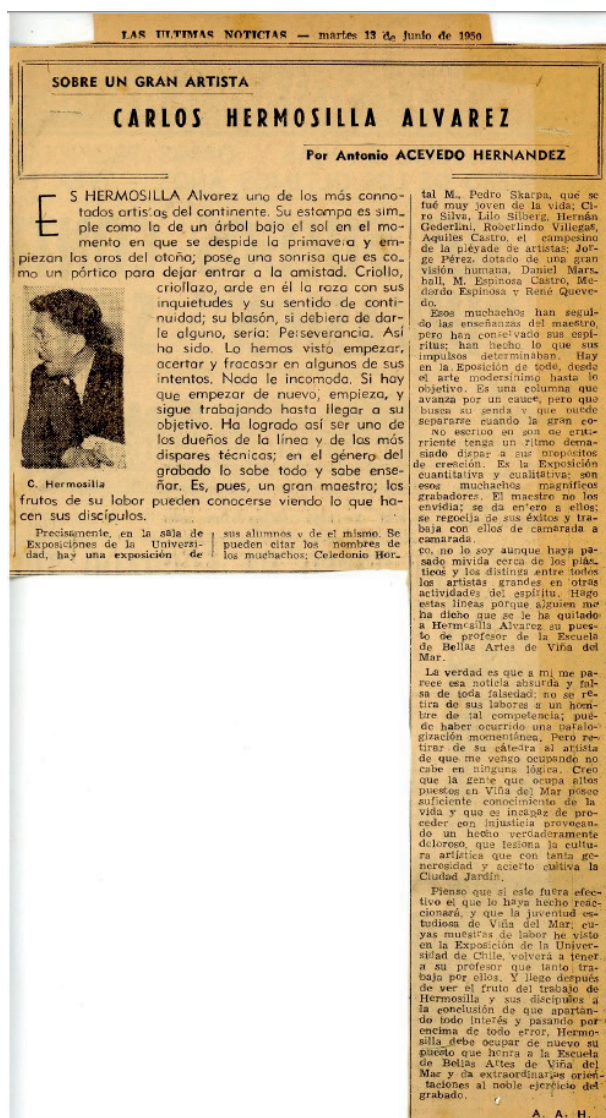 LAS ULTIMAS NOTICIAS — martes 13 de junio de 1950
SOBRE UN GRAN ARTISTA
CARLOS HERMOSILLA ALVAREZ
Por Antonio ACEVEDO HERNANDEZ
ES HERMOSILLA Alvarez uno de los más conno-
tados artistas del continente. Su estampa es sim_
ple como la de un árbol bajo el sol en el mo-
mento en que se despide la primavera y em-
piezan los oros del otoño; posee una sonrisa que es co_
mo un pórtico para dejar entrar a la amistad. Criollo,
criollazo, arde en él la raza con sus
inquietudes y su sentido de conti-
nuidad; su blasón, si debiera de dar-
le alguno, sería: Perseverancia. Así
ha sido. Lo hemos visto empezar,
acertar y fracasar en algunos de sus
intentos. Nada le incomoda. Si hay
que empezar de nuevo, empieza, y
sigue trabajando hasta llegar a su
objetivo. Ha logrado así ser uno de
los dueños de la línea y de las más
dispares técnicas; en el género del
grabado lo sabe todo y sabe ense-
ñar. Es, pues, un gran maestro; los
frutos de su labor pueden conocerse viendo lo que ha-
cen sus discípulos.
C. Hermosilla
Precisamente, en la sala de
Exposiciones de la Universi-
dad, hay una exposición de
sus alumnos y de el mismo. Se
pueden citar los nombres de
los muchachos; Celedonio Hor_
tal M., Pedro Skarpa, que se
fué muy joven de la vida; Ci-
ro Silva, Lilo Silberg, Hernán
Gederlini, Roberlindo Villegas,
Aquiles Castro, el campesino
de la pléyade de artistas; Jor-
ge Pérez, dotado de una gran
visión humana, Daniel Mars-
hall, M. Espinosa Castro, Me-
dardo Espinosa y René Queve-
do.
Esos muchachos han segui-
do las enseñanzas del maestro,
pero han conservado sus espí-
ritus; han hecho lo que sus
impulsos determinaban. Hay
en la Eposición de todo, desde
el arte modersinimo hasta lo
objetivo. Es una columna que
avanza por un cauce, pero que
busca su senda y que puede
separarse cuando la gran co-
No escribo en son de criti-
rriente tenga un ritmo dema-
siado dispar a sus propósitos
de creación. Es la Exposición
cuantitativa y cualitativa; son
esos muchachos magníficos
grabadores. El maestro no los
envidia; se da entero a ellos;
se regocija de sus éxitos y tra-
baja con ellos de camarada a
camarada.
co, no lo soy aunque haya pa-
sado mivida cerca de los plás_
ticos y los distinga entre todos
los artistas grandes en otras
actividades del espíritu. Hago
estas líneas porque alguien me
ha dicho que se le ha quitado
a Hermosilla Alvarez su pues-
to de profesor de la Escuela
de Bellas Artes de Viña del
Mar.
La verdad es que a mi me pa-
rece esa noticia absurda y fal-
sa de toda falsedad; no se re-
tira de sus labores a un hom-
bre de tal competencia; pue-
de haber ocurrido una paralo-
gización momentánea. Pero re-
tirar de su cátedra al artista
de que me vengo ocupando no
cabe en ninguna lógica. Creo
que la gente que ocupa altos
puestos en Viña del Mar posee
suficiente conocimiento de la
vida y que es incapaz de pro-
ceder con injusticia provocan-
do un hecho verdaderamente
doloroso, que lesiona la cultu-
ra artística que con tanta ge-
nerosidad y acierto cultiva la
Ciudad Jardín.
Pienso que si esto fuera efec-
tivo el que lo haya hecho reac-
cionará, y que la juventud es-
tudiosa de Viña del Mar; cu-
yas muestras de labor he visto
en la Exposición de la Univer-
sidad de Chile, volverá a tener
a su profesor que tanto tra-
baja por ellos. Y llego después
de ver el fruto del trabajo de
Hermosilla y sus discípulos a
la conclusión de que apartan-
do todo interés y pasando por
encima de todo error, Hermo-
silla debe ocupar de nuevo su
puesto que honra a la Escuela
de Bellas Artes de Viña del
Mar y da extraordinarias orien-
taciones al noble ejercicio del
grabado.
A. A. H.